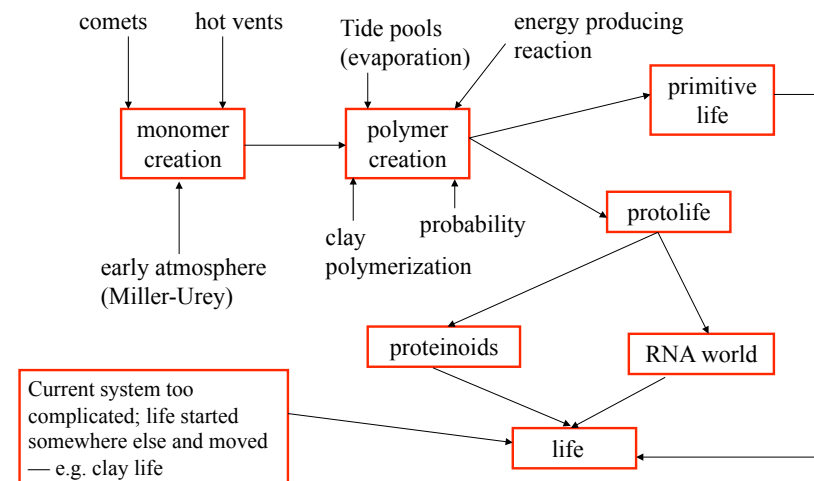 comets
hot vents
Tide pools
(evaporation)
energy producing
reaction
monomer
creation
polymer
creation
primitive
life
early atmosphere
(Miller-Urey)
clay
polymerization
probability
protolife
proteinoids
RNA world
Current system too
complicated; life started
somewhere else and moved
— e.g. clay life
life